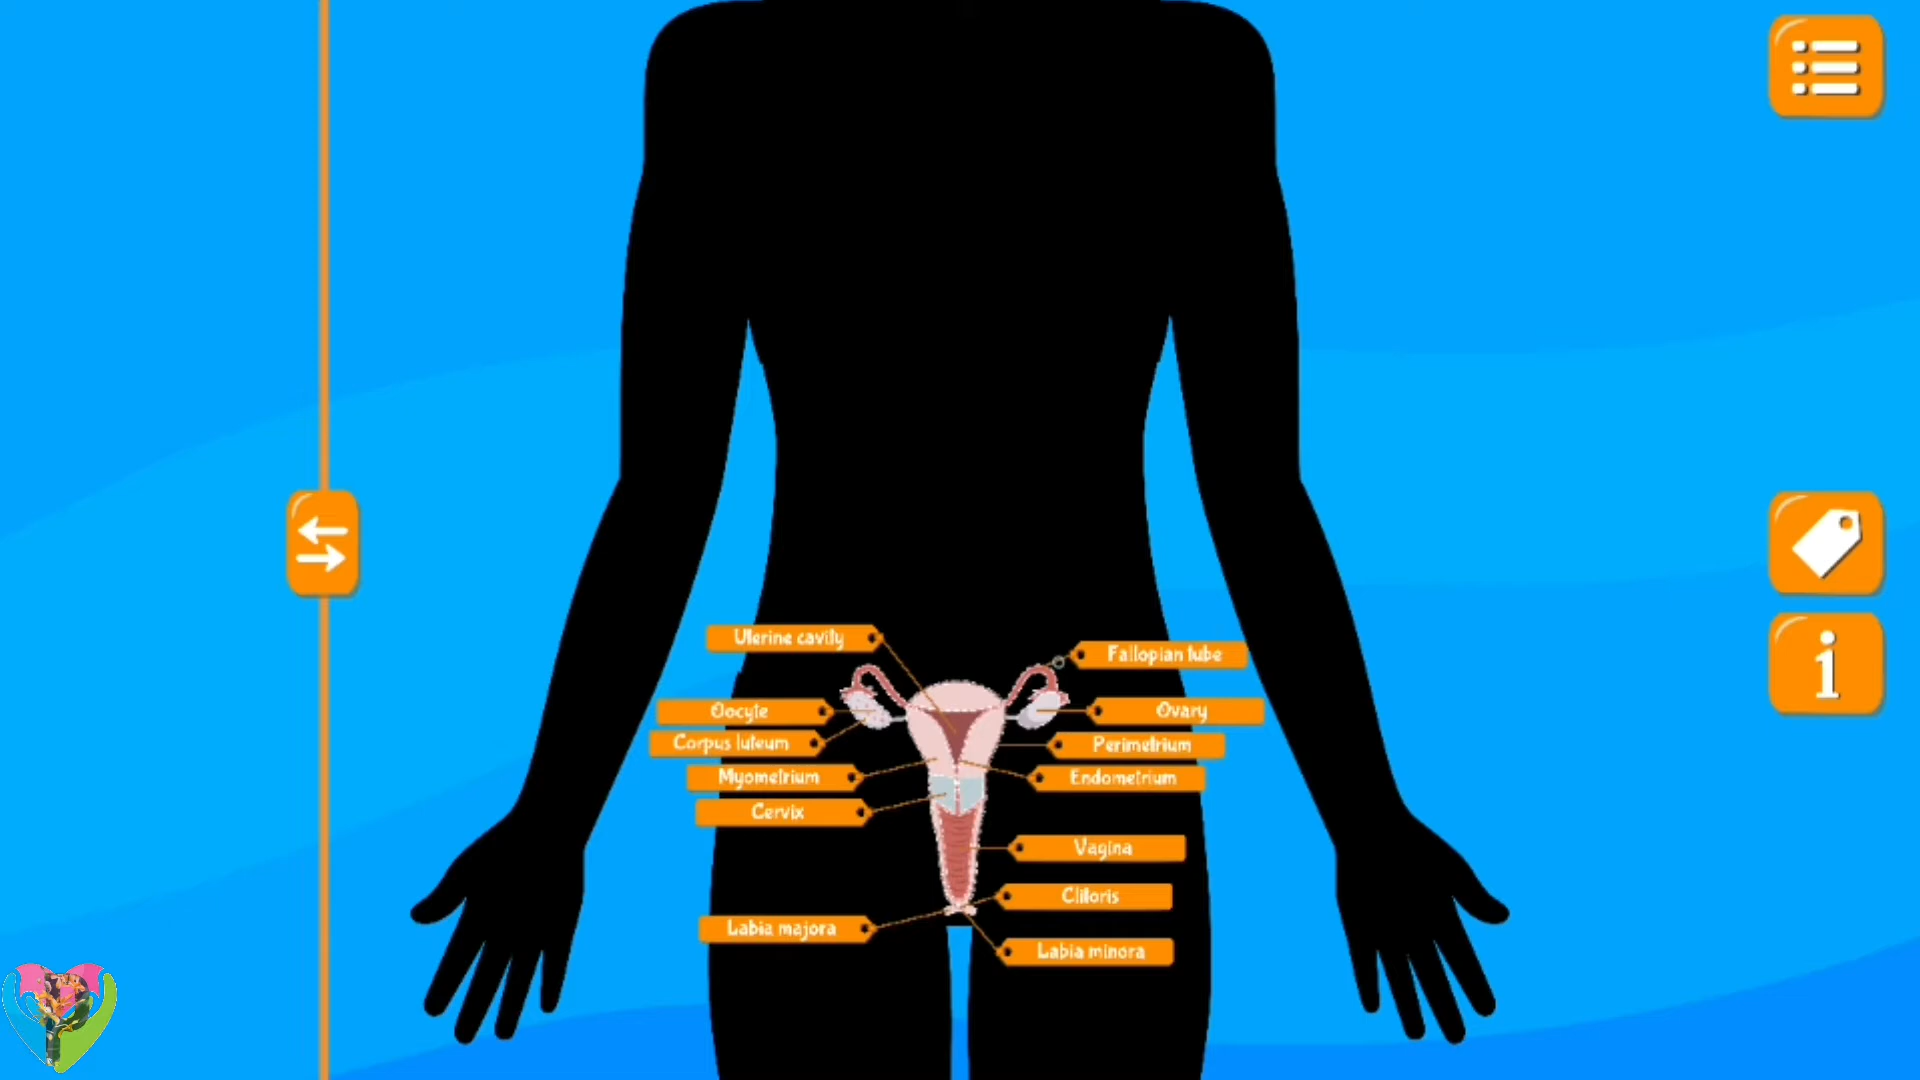 Uterine cavity
Fallopian tube
Oocyte
Ovary
Corpus luteum
Perimetrium
Myometrium
Endometrium
Cervix
Vagina
Clitoris
Labia majora
Labia minora